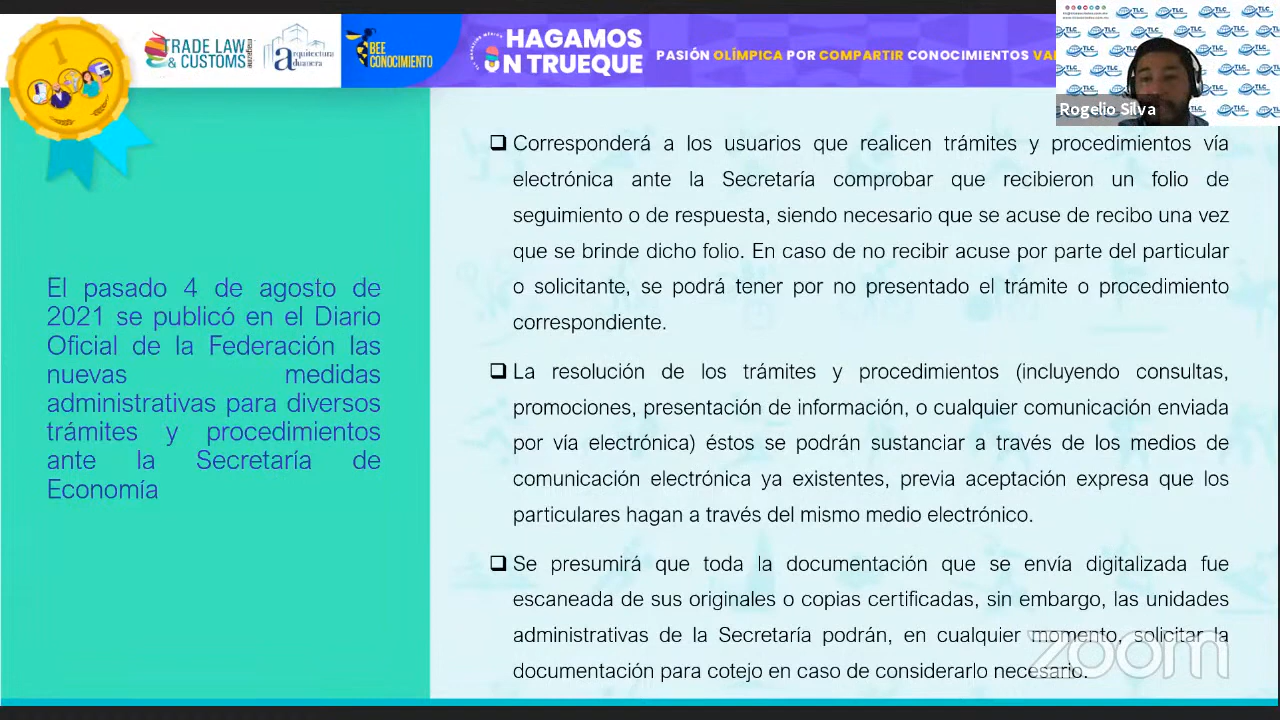 TRADE LAW
& CUSTOMS
arquitectura
aduanera
BEE
CONOCIMIENTO
HAGAMOS
UN TRUEQUE
PASIÓN OLÍMPICA POR COMPARTIR CONOCIMIENTOS
Rogelio Silva
El pasado 4 de agosto de
2021 se publicó en el Diario
Oficial de la Federación las
nuevas medidas
administrativas para diversos
trámites y procedimientos
ante la Secretaría de
Economía
❑ Corresponderá a los usuarios que realicen trámites y procedimientos vía
electrónica ante la Secretaría comprobar que recibieron un folio de
seguimiento o de respuesta, siendo necesario que se acuse de recibo una vez
que se brinde dicho folio. En caso de no recibir acuse por parte del particular
o solicitante, se podrá tener por no presentado el trámite o procedimiento
correspondiente.
❑ La resolución de los trámites y procedimientos (incluyendo consultas,
promociones, presentación de información, o cualquier comunicación enviada
por vía electrónica) éstos se podrán sustanciar a través de los medios de
comunicación electrónica ya existentes, previa aceptación expresa que los
particulares hagan a través del mismo medio electrónico.
❑ Se presumirá que toda la documentación que se envía digitalizada fue
escaneada de sus originales o copias certificadas, sin embargo, las unidades
administrativas de la Secretaría podrán, en cualquier momento, solicitar la
documentación para cotejo en caso de considerarlo necesario.
zoom